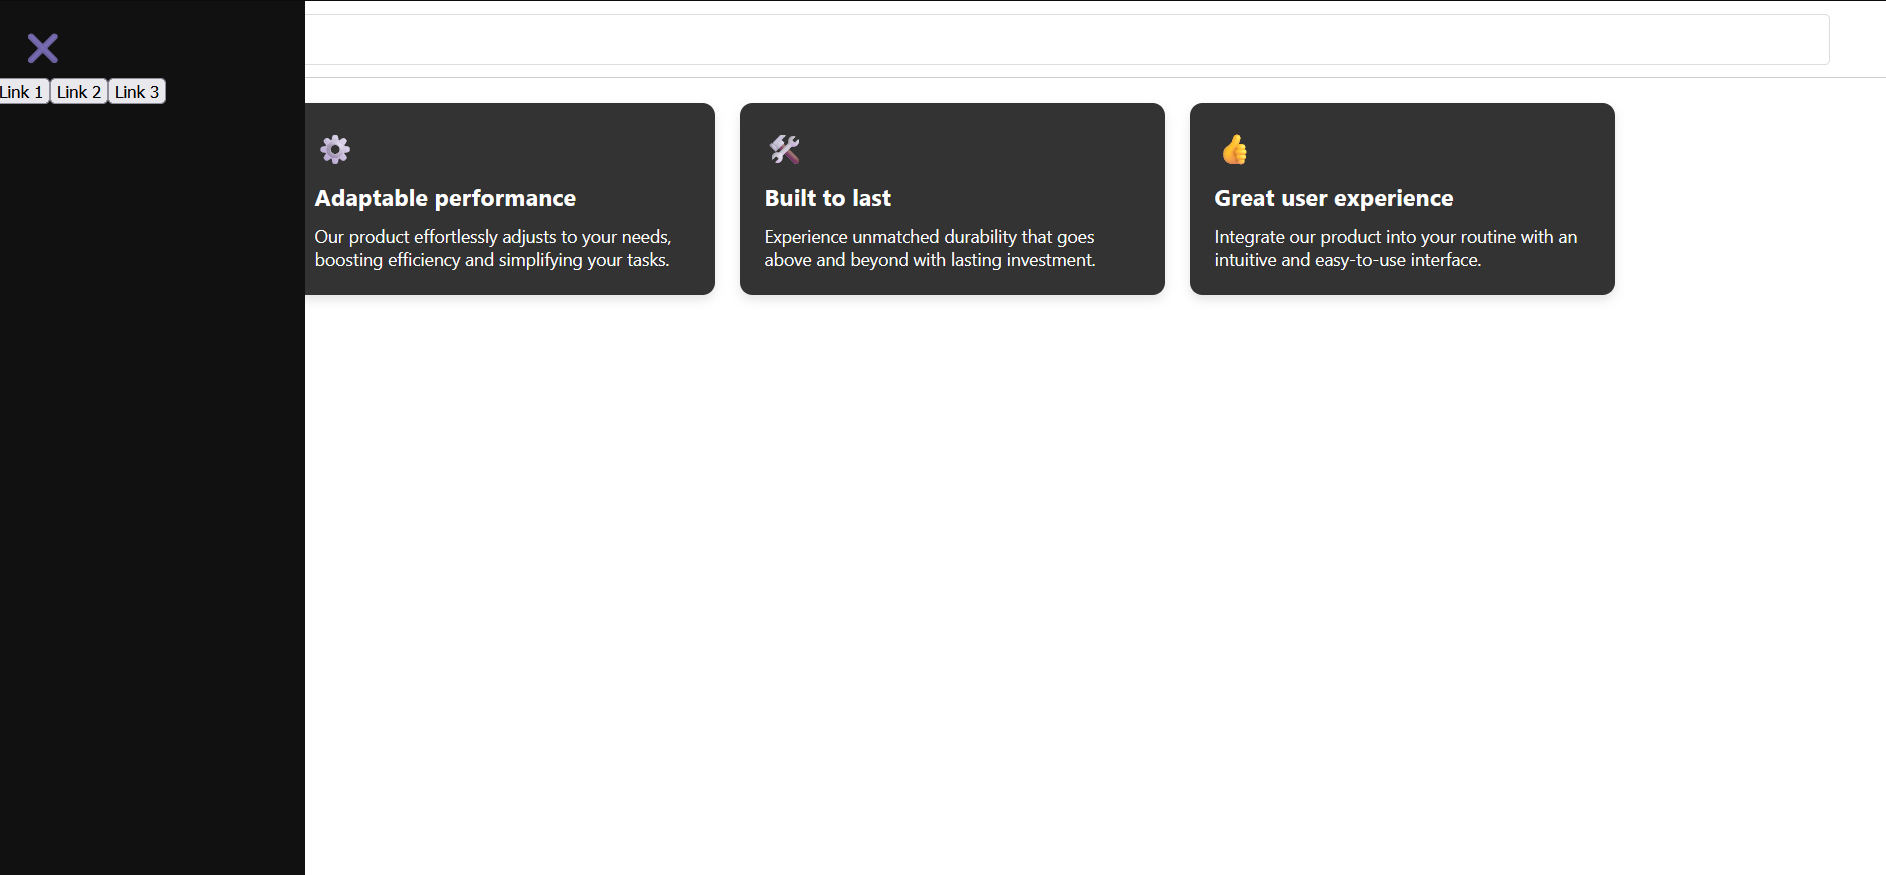 Link 1 Link 2 Link 3
Adaptable performance
Our product effortlessly adjusts to your needs,
boosting efficiency and simplifying your tasks.
Built to last
Experience unmatched durability that goes
above and beyond with lasting investment.
Great user experience
Integrate our product into your routine with an
intuitive and easy-to-use interface.